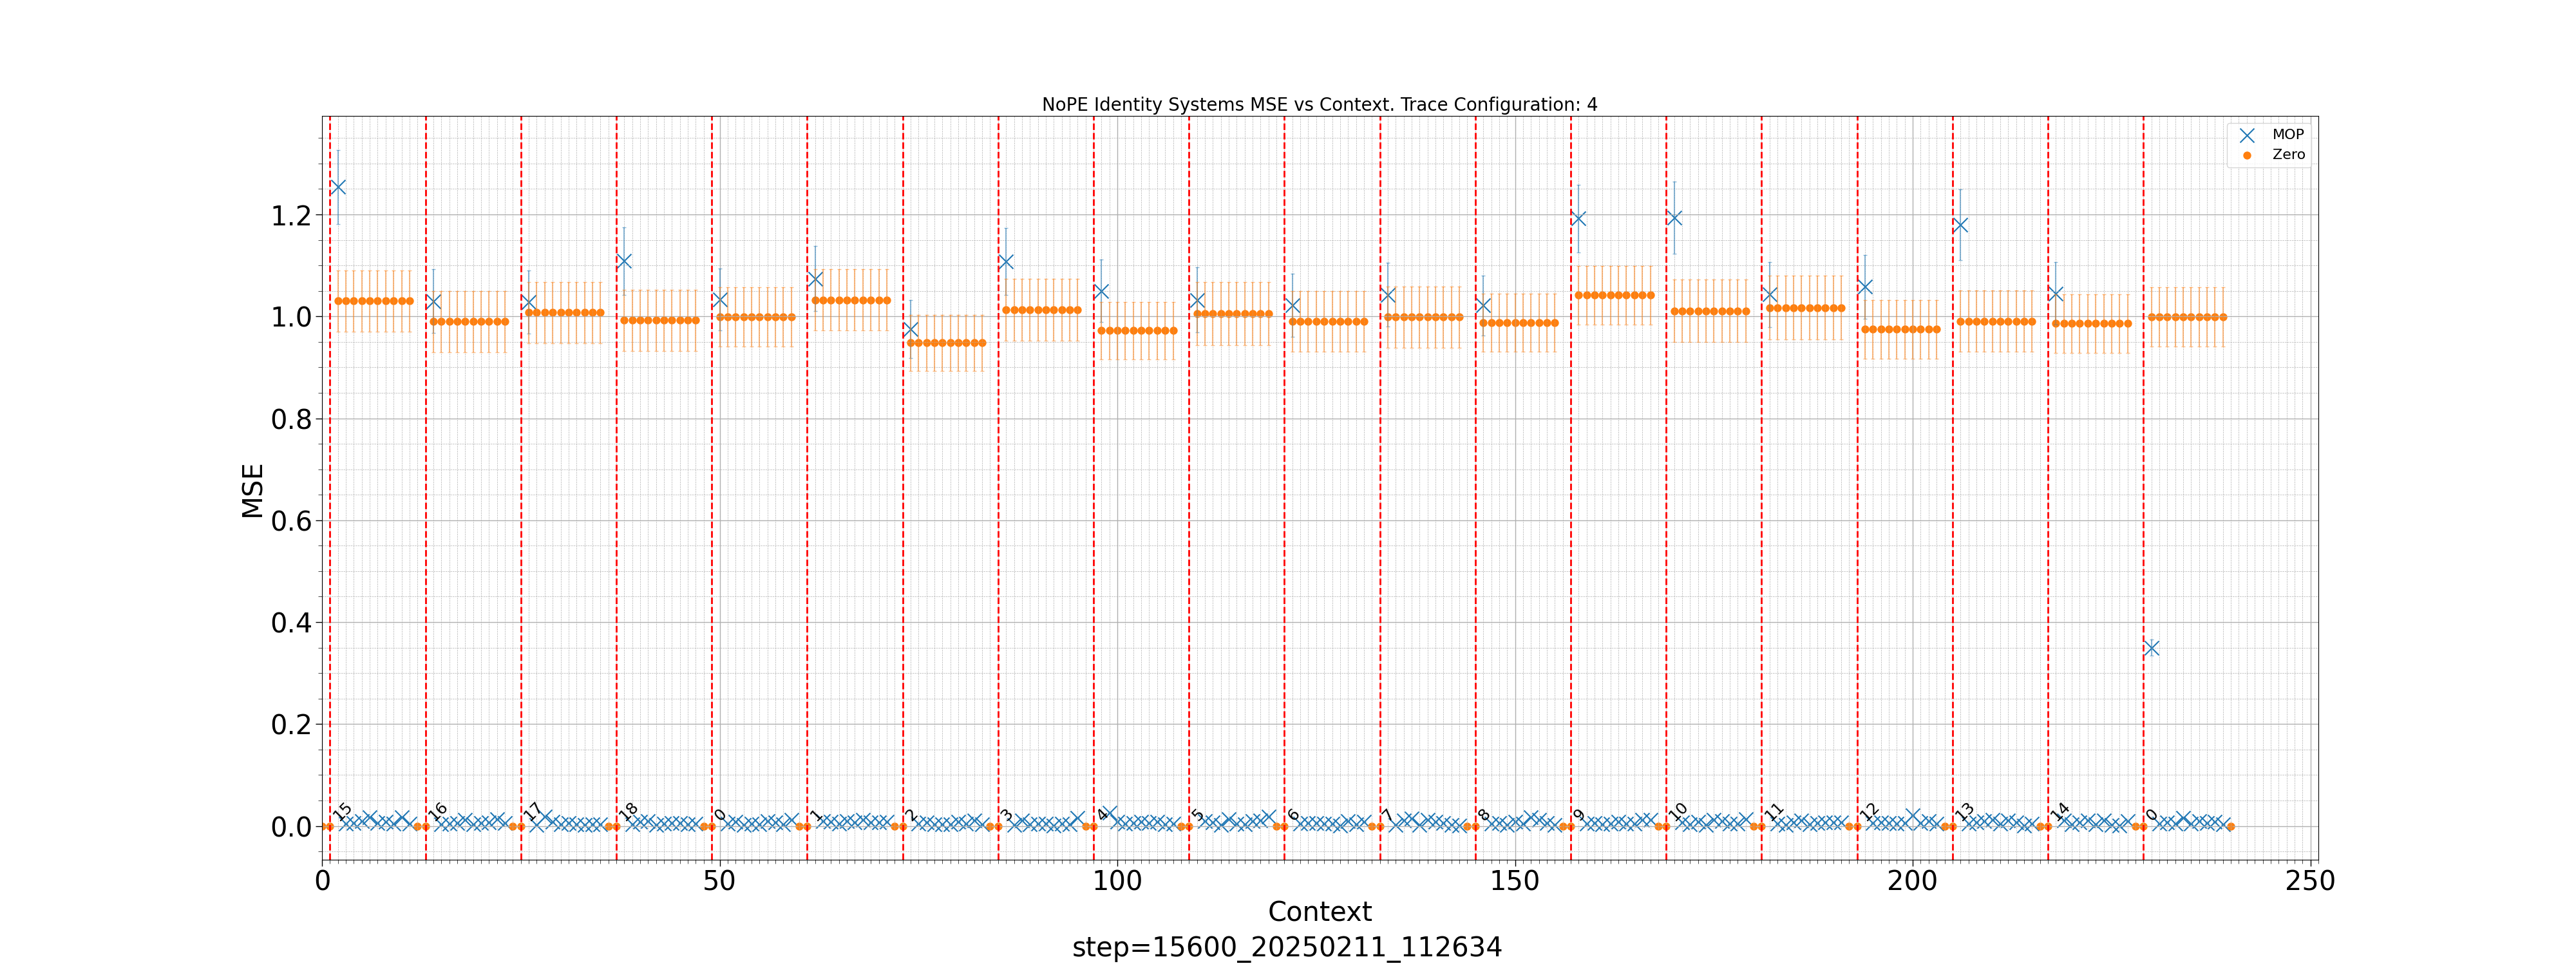 NoPE Identity Systems MSE vs Context. Trace Configuration: 4
MOP
Zero
MSE
1.2
1.0
0.8
0.6
0.4
0.2
0.0
15 16 17 18 0 1 2 3 4 5 6 7 8 9 10 11 12 13 14 0
0 50 100 150 200 250
Context
step=15600_20250211_112634